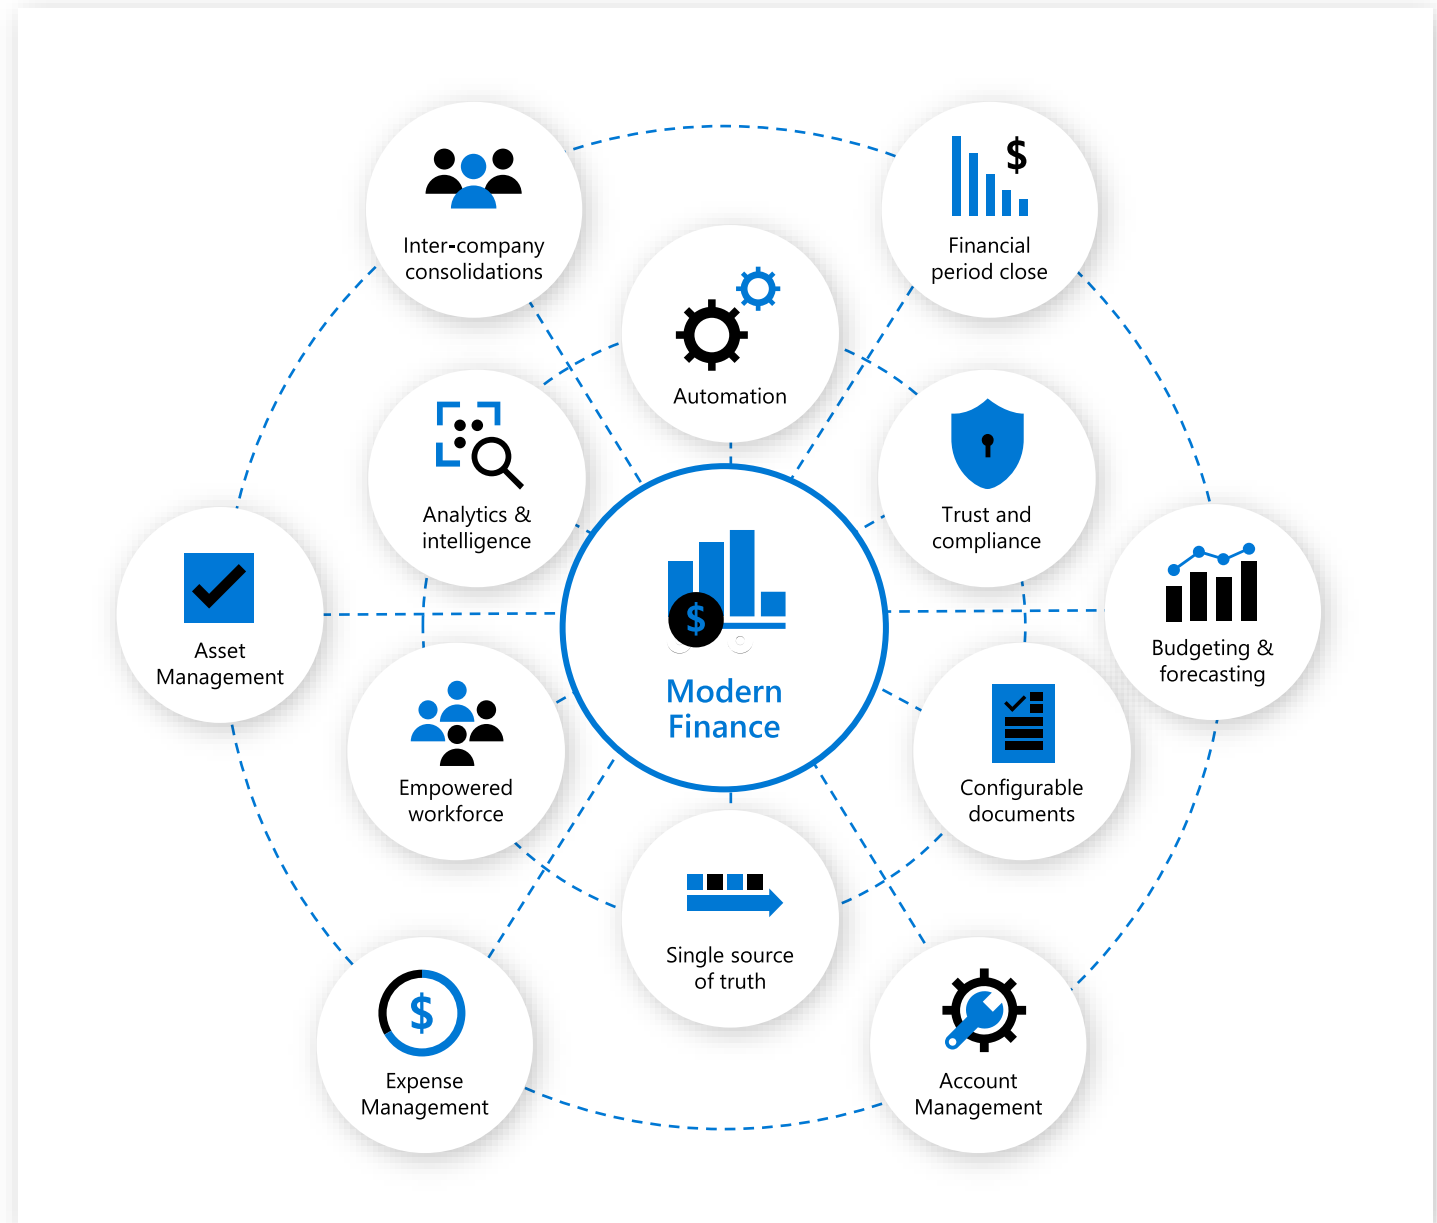 Inter-company
consolidations
$
Financial
period close
Automation
Analytics &
intelligence
Trust and
compliance
Asset
Management
$
Modern
Finance
Budgeting &
forecasting
Empowered
workforce
Configurable
documents
Single source
of truth
$
Expense
Management
Account
Management